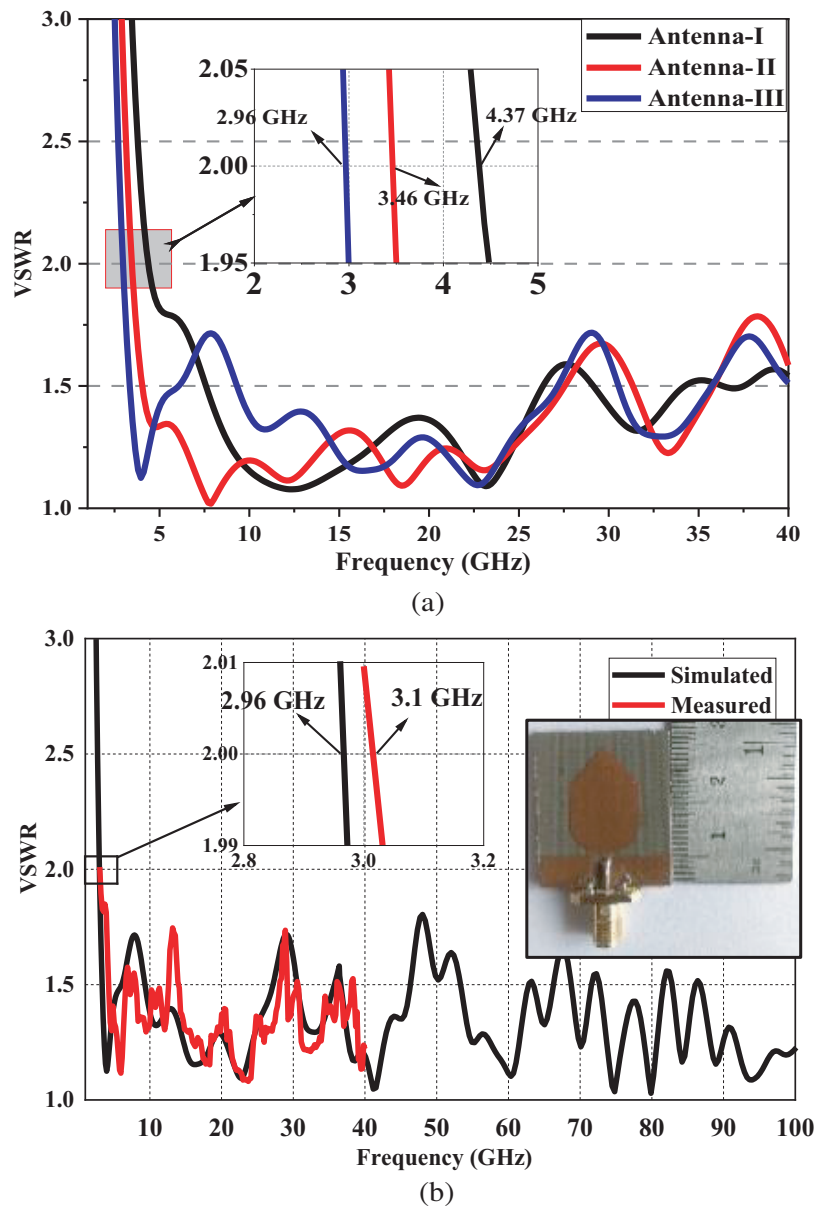 3.0
2.5
2.0
1.5
1.0
VSWR
5 10 15 20 25 30 35 40
Frequency (GHz)
Antenna-I
Antenna-II
Antenna-III
2.05
2.00
1.95
2 3 4 5
2.96 GHz
3.46 GHz
4.37 GHz
(a)
3.0
2.5
2.0
1.5
1.0
VSWR
10 20 30 40 50 60 70 80 90 100
Frequency (GHz)
Simulated
Measured
2.01
2.00
1.99
2.8 3.0 3.2
2.96 GHz
3.1 GHz
1 2
(b)